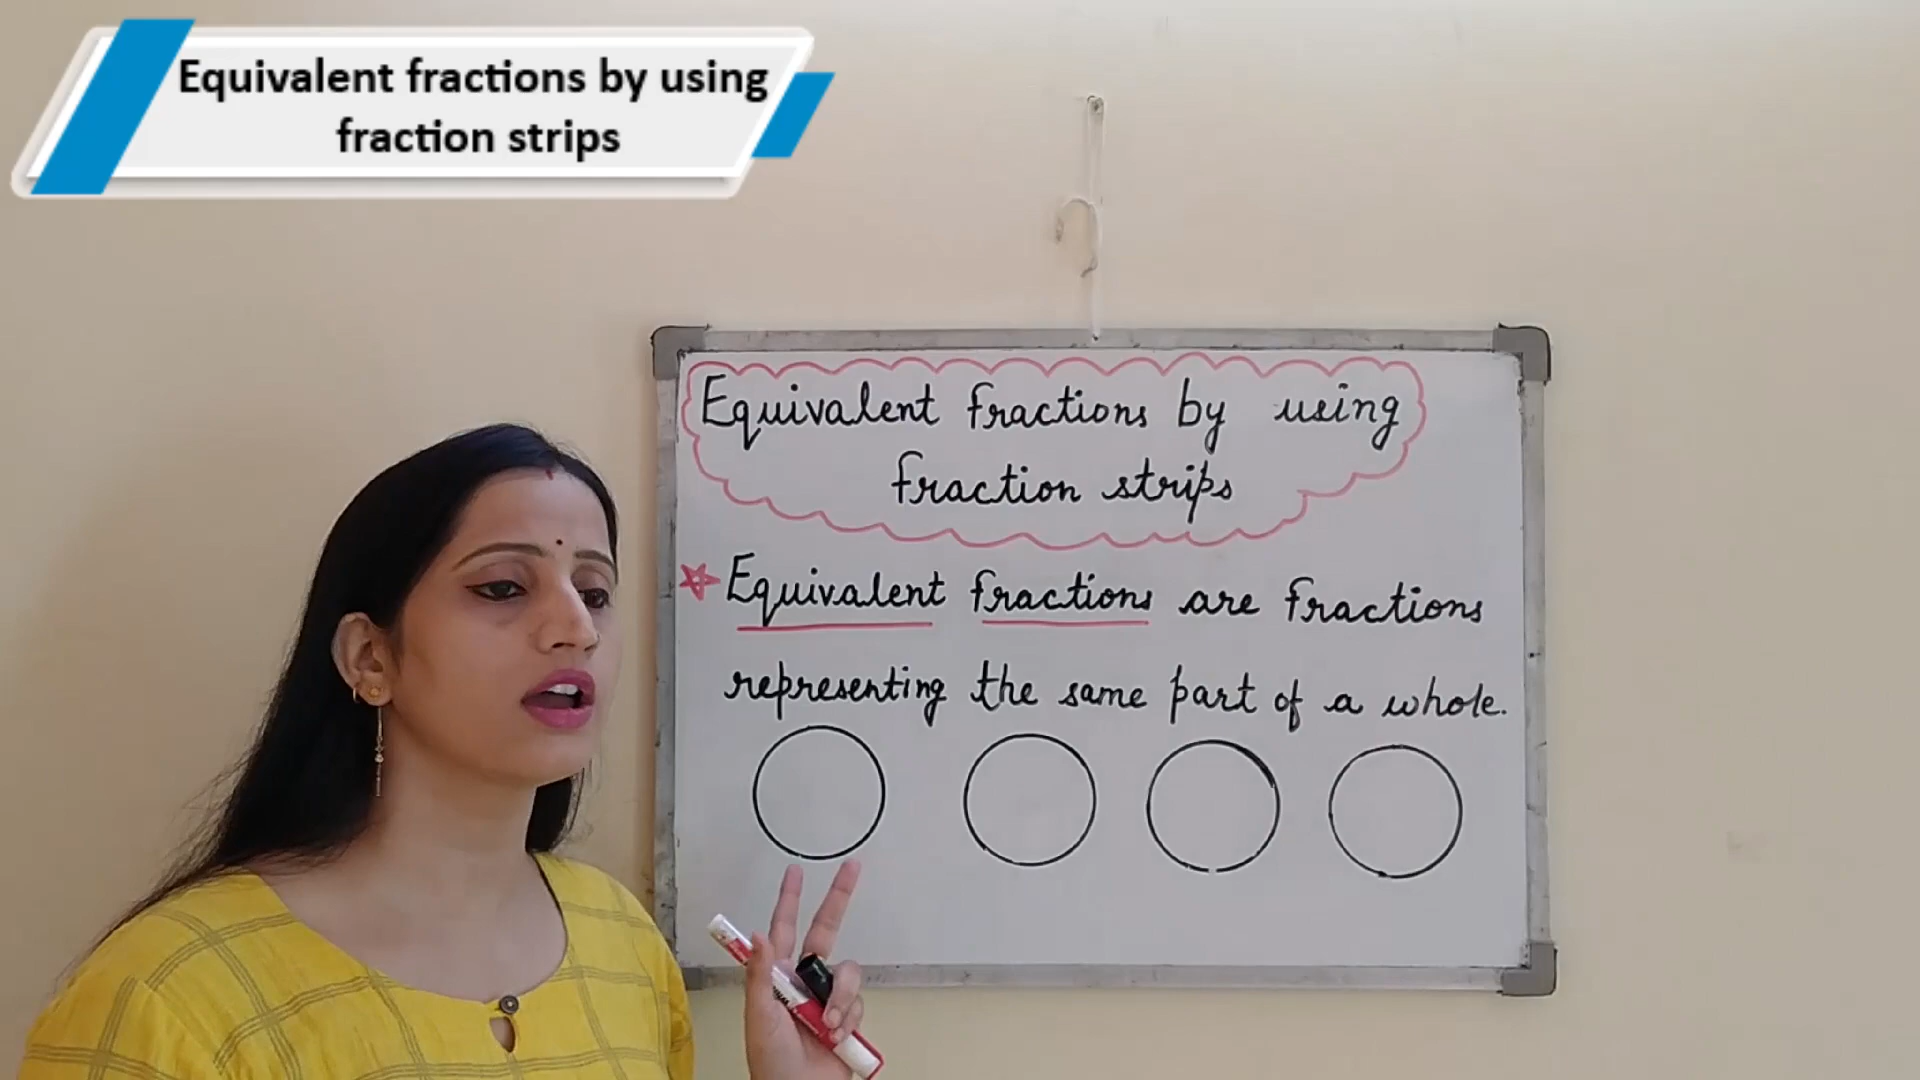 Equivalent fractions by using
fraction strips
Equivalent fractions by using
fraction strips
Equivalent fractions are fractions
representing the same part of a whole.